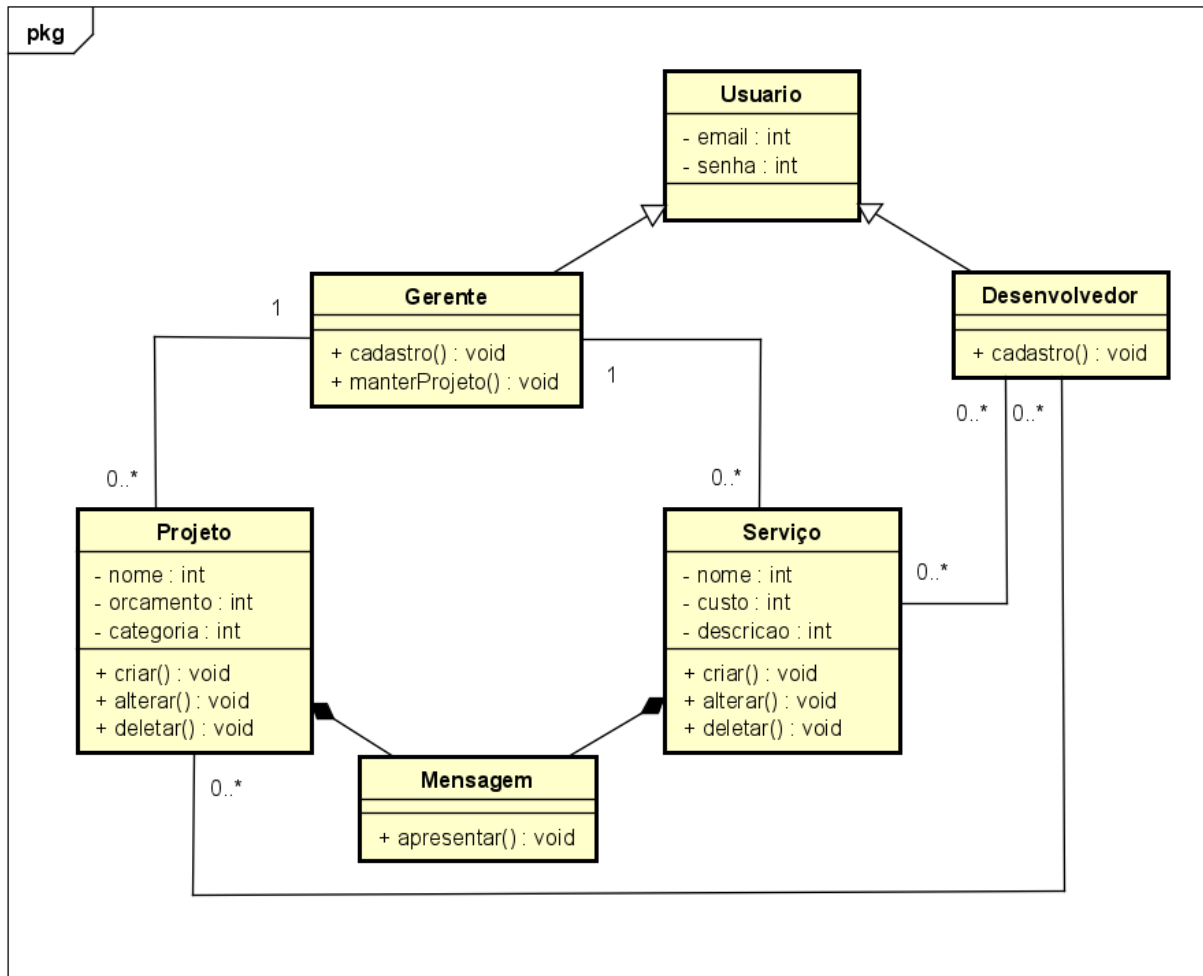 pkg
Usuario
- email : int
- senha : int
Gerente
+ cadastro() : void
+ manterProjeto() : void
Desenvolvedor
+ cadastro() : void
1
1
0..*
0..*
0..*
0..*
0..*
Projeto
- nome : int
- orcamento : int
- categoria : int
+ criar() : void
+ alterar() : void
+ deletar() : void
Serviço
- nome : int
- custo : int
- descricao : int
+ criar() : void
+ alterar() : void
+ deletar() : void
0..*
Mensagem
+ apresentar() : void